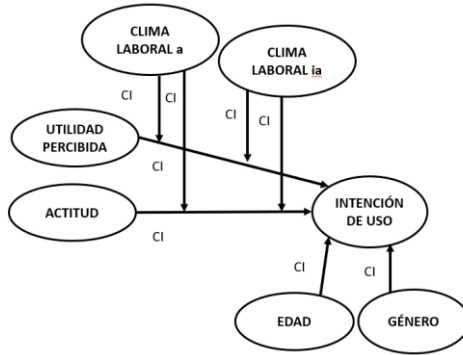 CLIMA
LABORAL a
CLIMA
LABORAL ia
CI
CI
CI
CI
UTILIDAD
PERCIBIDA
CI
ACTITUD
CI
INTENCIÓN
DE USO
CI
CI
EDAD
GÉNERO